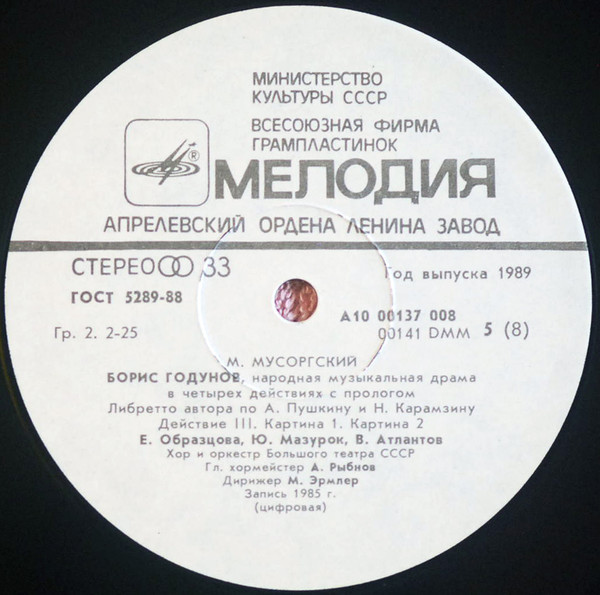 МИНИСТЕРСТВО
КУЛЬТУРЫ СССР
ВСЕСОЮЗНАЯ ФИРМА
ГРАМПЛАСТИНОК
®
МЕЛОДИЯ
АПРЕЛЕВСКИЙ ОРДЕНА ЛЕНИНА ЗАВОД
СТЕРЕО 33
Год выпуска 1989
ГОСТ 5289-88
Гр. 2. 2-25
А10 00137 008
00141 DMM 5 (8)
М. МУСОРГСКИЙ
БОРИС ГОДУНОВ, народная музыкальная драма
в четырех действиях с прологом
Либретто автора по А. Пушкину и Н. Карамзину
Действие III. Картина 1. Картина 2
Е. Образцова, Ю. Мазурок, В. Атлантов
Хор и оркестр Большого театра СССР
Гл. хормейстер А. Рыбнов
Дирижер М. Эрмлер
Запись 1985 г.
(цифровая)